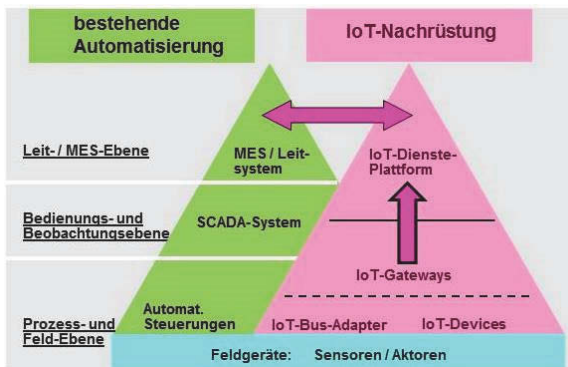 bestehende
Automatisierung
IoT-Nachrüstung
Leit- / MES-Ebene
MES / Leit-
system
IoT-Dienste-
Plattform
Bedienungs- und
Beobachtungsebene
SCADA-System
IoT-Gateways
Prozess- und
Feld-Ebene
Automat.
Steuerungen
IoT-Bus-Adapter
IoT-Devices
Feldgeräte: Sensoren / Aktoren